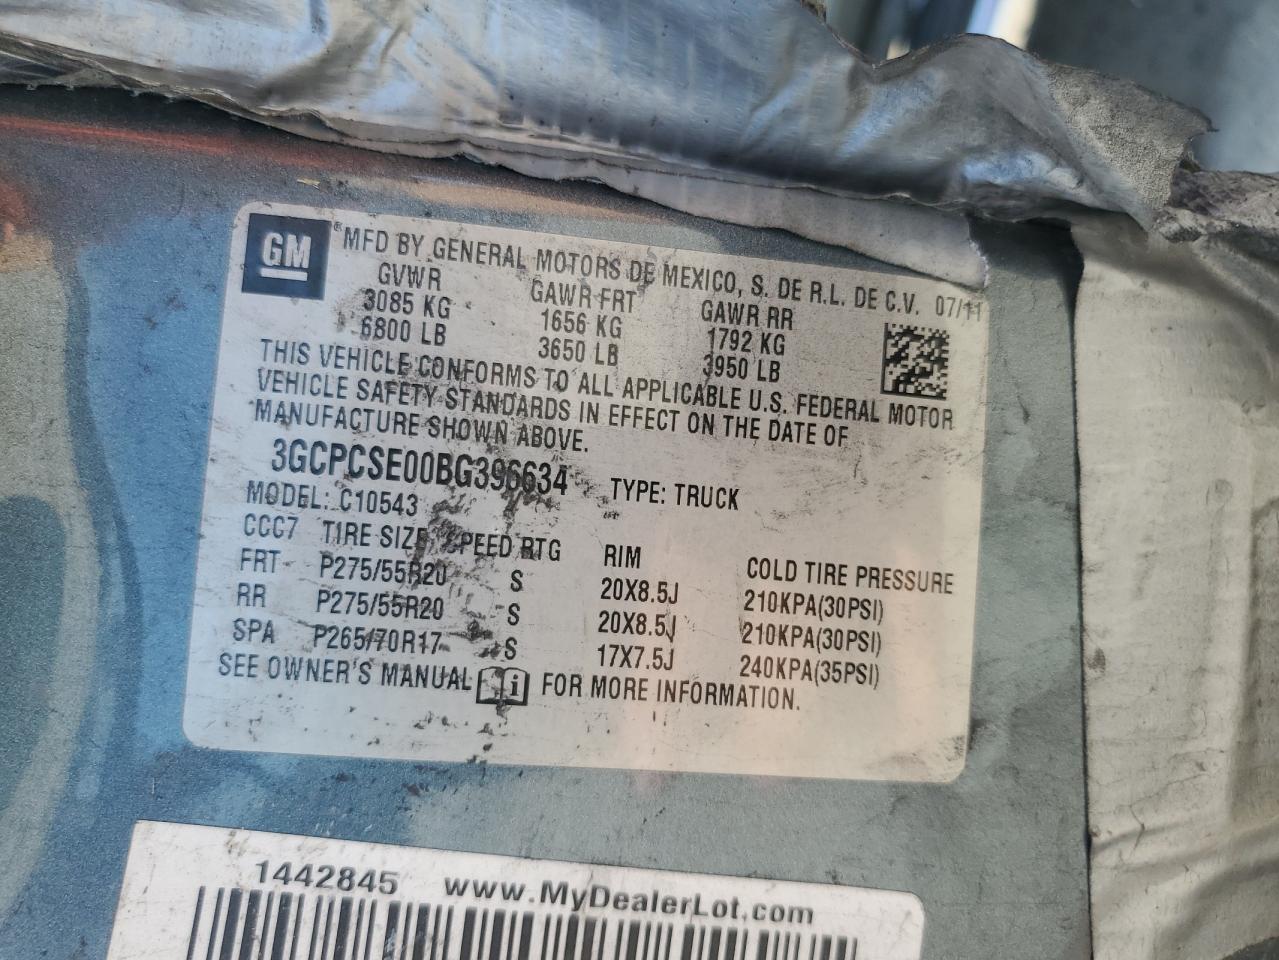 GM
MFD BY GENERAL MOTORS DE MEXICO, S. DE R.L. DE C.V. 07/11
GVWR GAWR FRT GAWR RR
3085 KG 1656 KG 1792 KG
6800 LB 3650 LB 3950 LB
THIS VEHICLE CONFORMS TO ALL APPLICABLE U.S. FEDERAL MOTOR
VEHICLE SAFETY STANDARDS IN EFFECT ON THE DATE OF
MANUFACTURE SHOWN ABOVE.
3GCPCSE00BG396634 TYPE: TRUCK
MODEL: C10543
CCC7 TIRE SIZE SPEED RTG RIM COLD TIRE PRESSURE
FRT P275/55R20 S 20X8.5J 210KPA(30PSI)
RR P275/55R20 S 20X8.5J 210KPA(30PSI)
SPA P265/70R17 S 17X7.5J 240KPA(35PSI)
SEE OWNER'S MANUAL i FOR MORE INFORMATION.
1442845 www.MyDealerLot.com